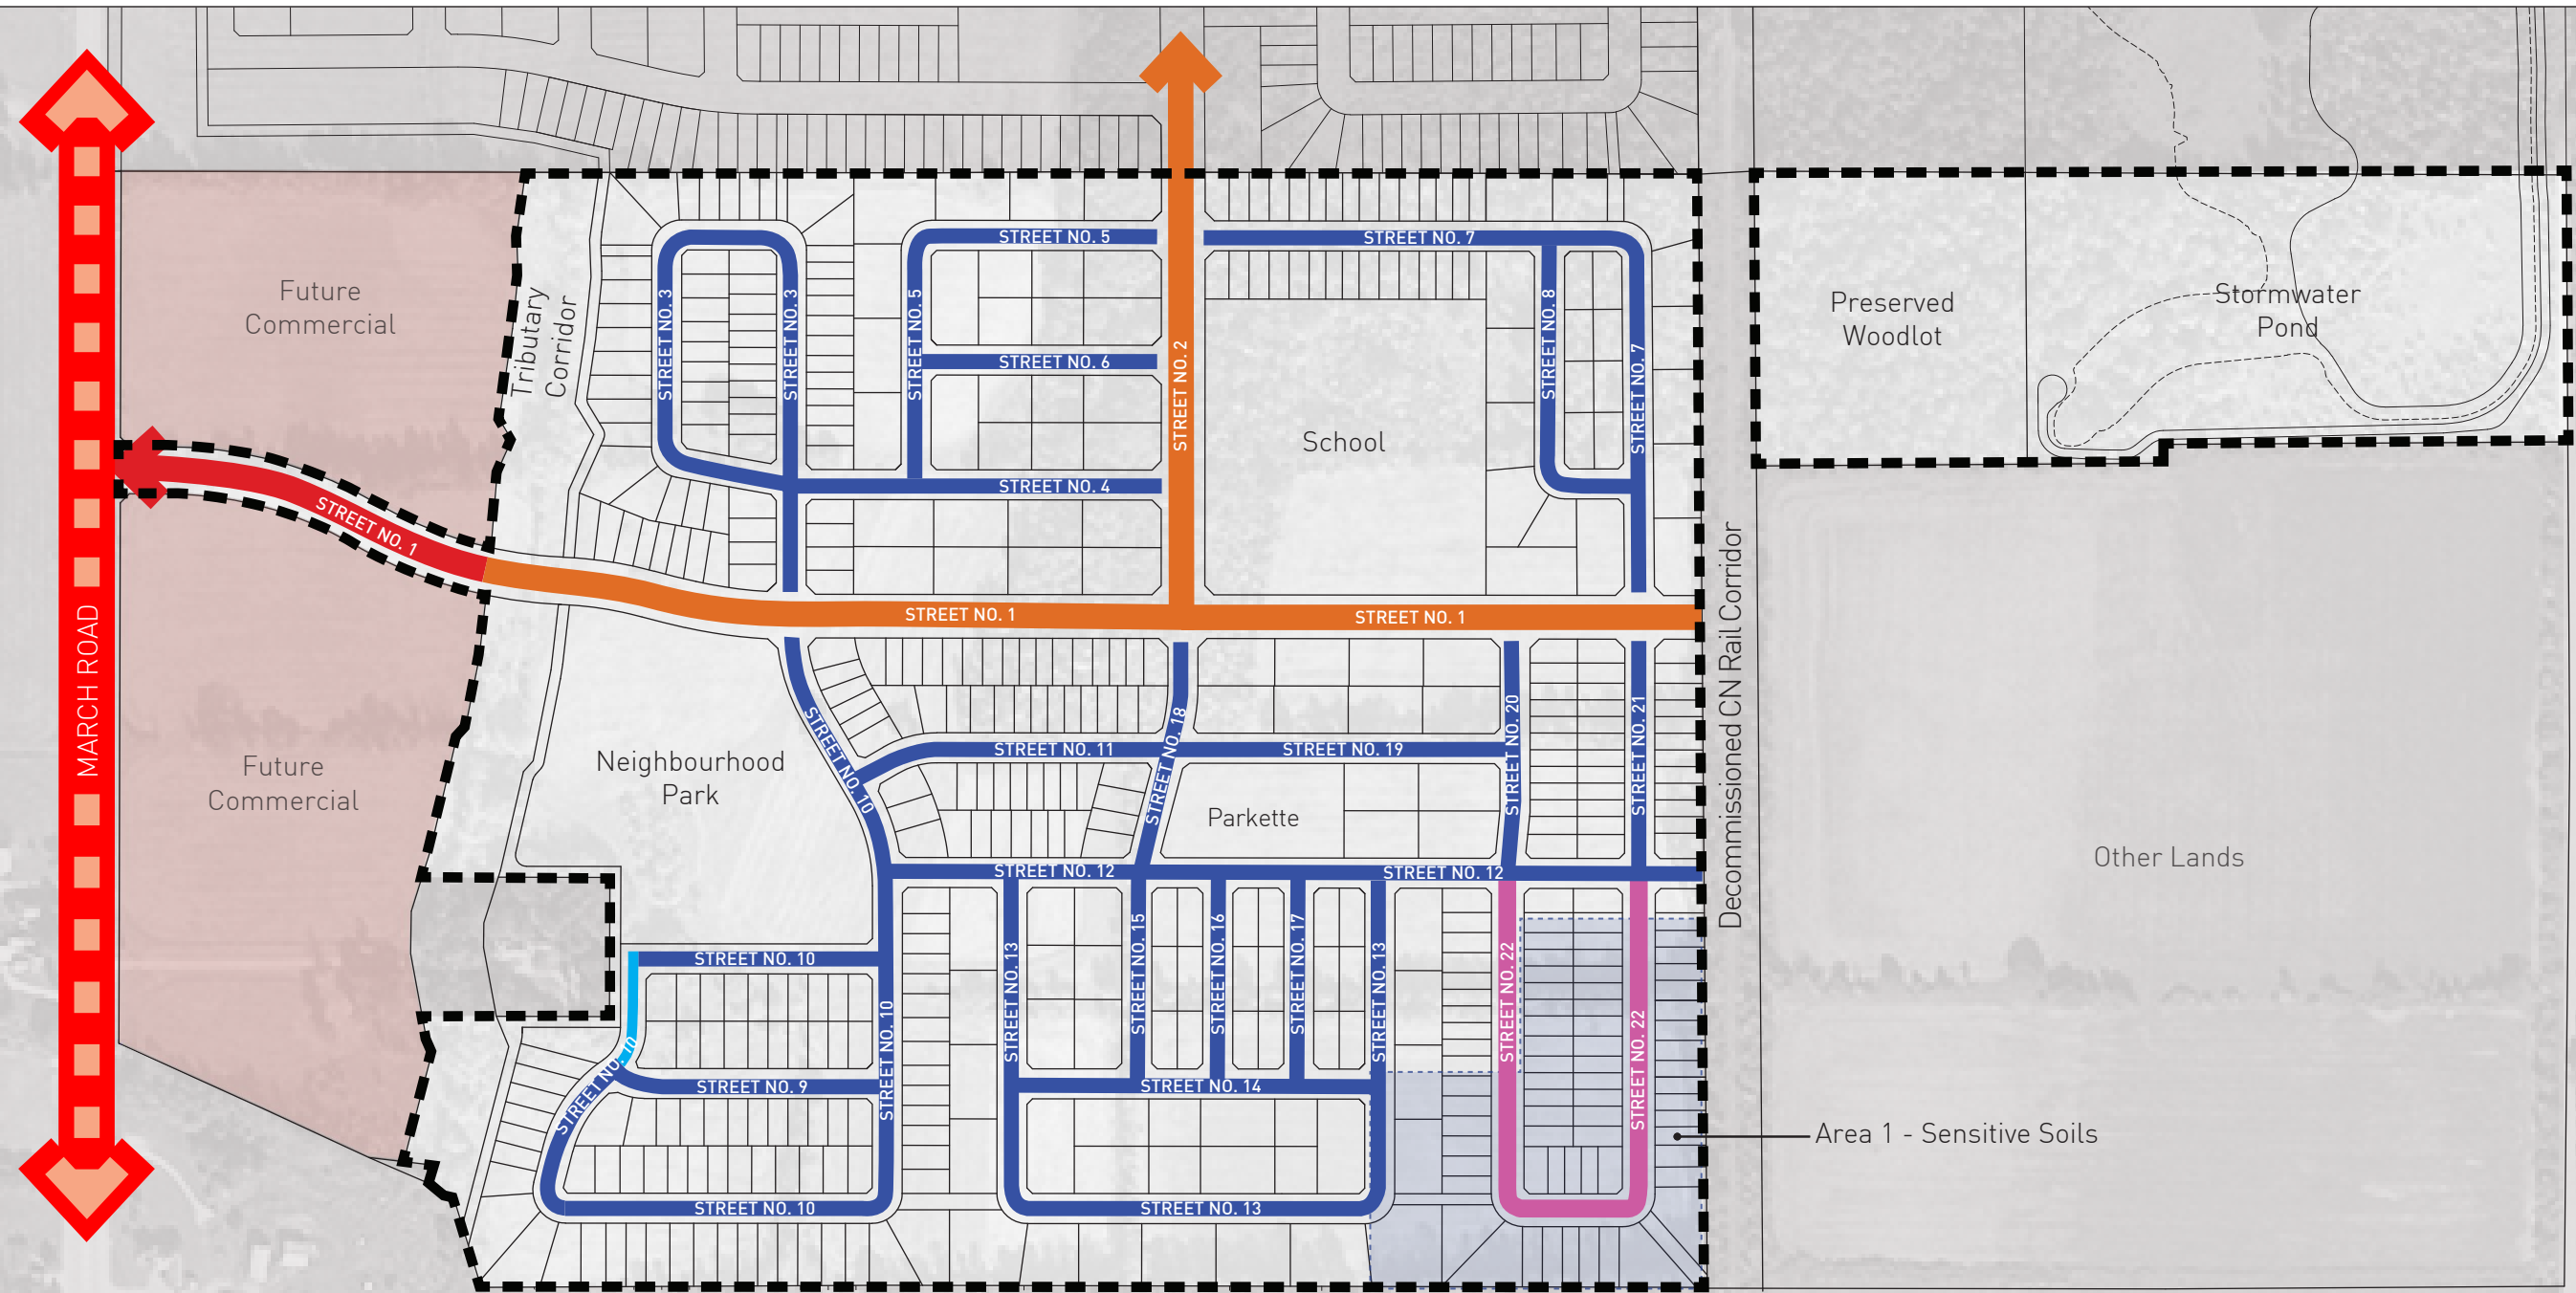 STREET NO. 5
STREET NO. 7
Future
Commercial
Tributary
Corridor
STREET NO. 3
STREET NO. 3
STREET NO. 5
STREET NO. 6
STREET NO. 2
School
STREET NO. 8
STREET NO. 7
Preserved
Woodlot
Stormwater
Pond
STREET NO. 4
STREET NO. 1
STREET NO. 1
STREET NO. 1
MARCH ROAD
Future
Commercial
Neighbourhood
Park
STREET NO. 10
STREET NO. 11
STREET NO. 18
STREET NO. 19
STREET NO. 20
STREET NO. 21
Decommissioned CN Rail Corridor
Parkette
Other Lands
STREET NO. 12
STREET NO. 12
STREET NO. 10
STREET NO. 10
STREET NO. 13
STREET NO. 15
STREET NO. 16
STREET NO. 17
STREET NO. 13
STREET NO. 22
STREET NO. 22
STREET NO. 10
STREET NO. 9
STREET NO. 14
Area 1 - Sensitive Soils
STREET NO. 10
STREET NO. 13